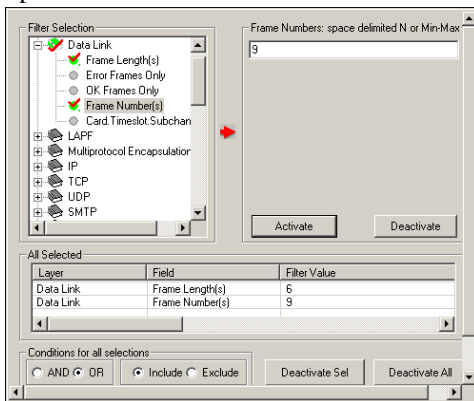 Filter Selection
Data Link
Frame Length(s)
Error Frames Only
OK Frames Only
Frame Number(s)
Card.Timeslot.Subchan
LAPF
Multiprotocol Encapsulation
IP
TCP
UDP
SMTP
Frame Numbers: space delimited N or Min-Max
9
Activate Deactivate
All Selected
Layer Field Filter Value
Data Link Frame Length(s) 6
Data Link Frame Number(s) 9
Conditions for all selections
AND OR Include Exclude
Deactivate Sel Deactivate All